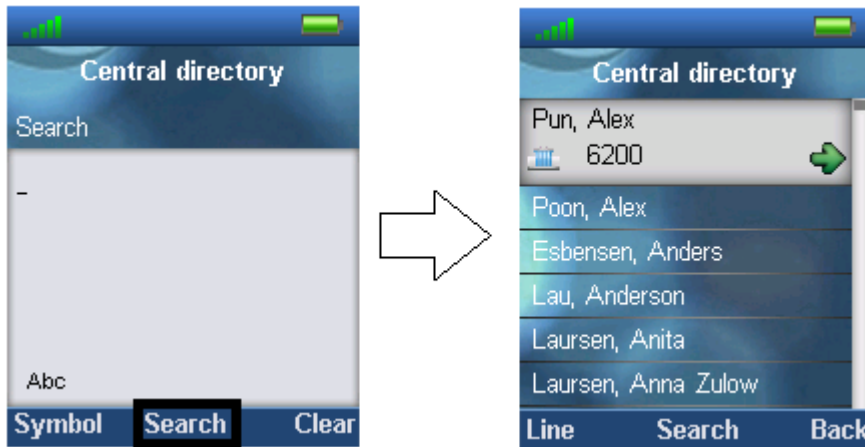 Central directory
Search
_
Abc
Symbol Search Clear
Central directory
Pun, Alex
6200
Poon, Alex
Esbensen, Anders
Lau, Anderson
Laursen, Anita
Laursen, Anna Zulow
Line Search Back